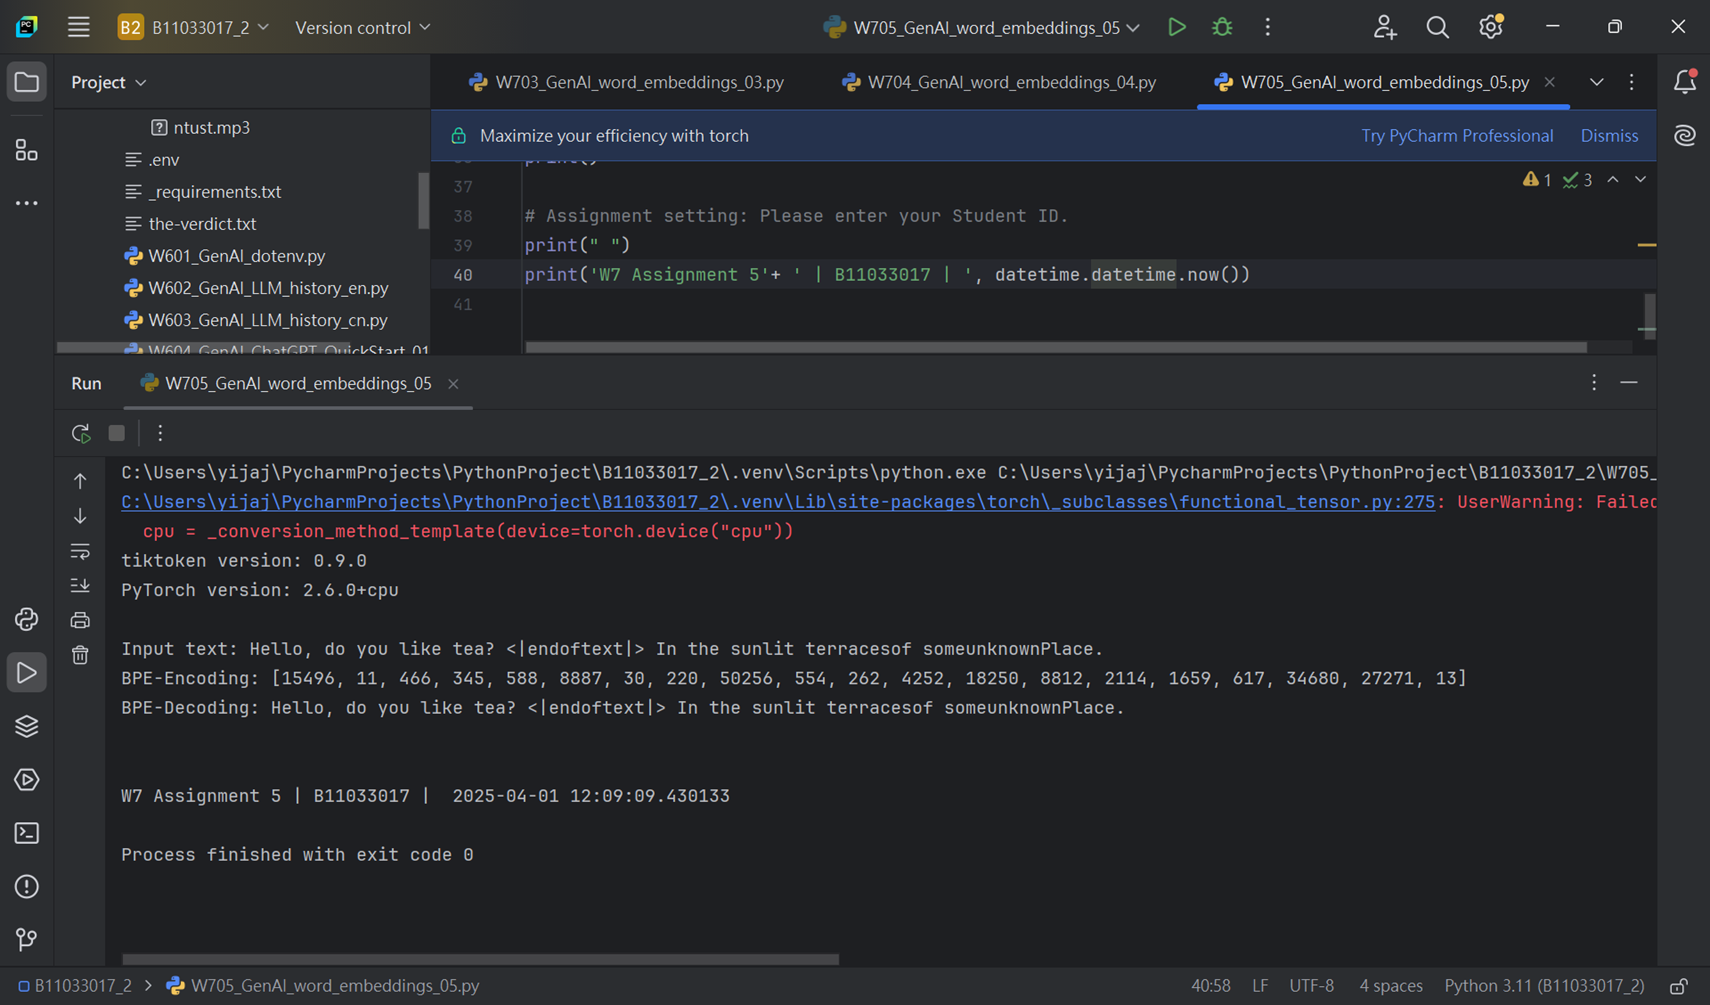 PC
B2 B11033017_2
Version control
W705_GenAI_word_embeddings_05
Project
W703_GenAI_word_embeddings_03.py
W704_GenAI_word_embeddings_04.py
W705_GenAI_word_embeddings_05.py
ntust.mp3
.env
_requirements.txt
the-verdict.txt
W601_GenAI_dotenv.py
W602_GenAI_LLM_history_en.py
W603_GenAI_LLM_history_cn.py
W604_GenAI_ChatGPT_QuickStart_01
Maximize your efficiency with torch
Try PyCharm Professional
Dismiss
print()
1 3
37
38 # Assignment setting: Please enter your Student ID.
39 print(" ")
40 print('W7 Assignment 5'+ ' | B11033017 | ', datetime.datetime.now())
41
Run
W705_GenAI_word_embeddings_05
C:\Users\yijaj\PycharmProjects\PythonProject\B11033017_2\.venv\Scripts\python.exe C:\Users\yijaj\PycharmProjects\PythonProject\B11033017_2\W705_
C:\Users\yijaj\PycharmProjects\PythonProject\B11033017_2\.venv\Lib\site-packages\torch\_subclasses\functional_tensor.py:275: UserWarning: Failed
cpu = _conversion_method_template(device=torch.device("cpu"))
tiktoken version: 0.9.0
PyTorch version: 2.6.0+cpu
Input text: Hello, do you like tea? <|endoftext|> In the sunlit terracesof someunknownPlace.
BPE-Encoding: [15496, 11, 466, 345, 588, 8887, 30, 220, 50256, 554, 262, 4252, 18250, 8812, 2114, 1659, 617, 34680, 27271, 13]
BPE-Decoding: Hello, do you like tea? <|endoftext|> In the sunlit terracesof someunknownPlace.
W7 Assignment 5 | B11033017 |  2025-04-01 12:09:09.430133
Process finished with exit code 0
B11033017_2 > W705_GenAI_word_embeddings_05.py
40:58 LF UTF-8 4 spaces Python 3.11 (B11033017_2)